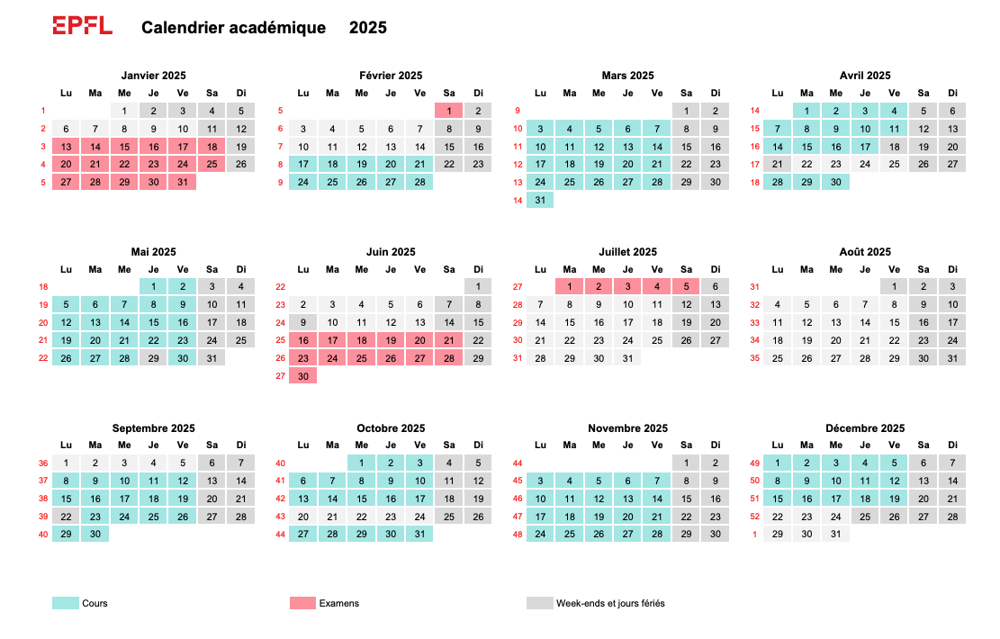 EPFL Calendrier académique 2025
Janvier 2025 Février 2025 Mars 2025 Avril 2025
Lu Ma Me Je Ve Sa Di Lu Ma Me Je Ve Sa Di Lu Ma Me Je Ve Sa Di Lu Ma Me Je Ve Sa Di
1 1 2 3 4 5 5 1 2 9 1 2 14 1 2 3 4 5 6
2 6 7 8 9 10 11 12 6 3 4 5 6 7 8 9 10 3 4 5 6 7 8 9 15 7 8 9 10 11 12 13
3 13 14 15 16 17 18 19 7 10 11 12 13 14 15 16 11 10 11 12 13 14 15 16 16 14 15 16 17 18 19 20
4 20 21 22 23 24 25 26 8 17 18 19 20 21 22 23 12 17 18 19 20 21 22 23 17 21 22 23 24 25 26 27
5 27 28 29 30 31 9 24 25 26 27 28 13 24 25 26 27 28 29 30 18 28 29 30
14 31
Mai 2025 Juin 2025 Juillet 2025 Août 2025
Lu Ma Me Je Ve Sa Di Lu Ma Me Je Ve Sa Di Lu Ma Me Je Ve Sa Di Lu Ma Me Je Ve Sa Di
18 1 2 3 4 22 1 27 1 2 3 4 5 6 31 1 2 3
19 5 6 7 8 9 10 11 23 2 3 4 5 6 7 8 28 7 8 9 10 11 12 13 32 4 5 6 7 8 9 10
20 12 13 14 15 16 17 18 24 9 10 11 12 13 14 15 29 14 15 16 17 18 19 20 33 11 12 13 14 15 16 17
21 19 20 21 22 23 24 25 25 16 17 18 19 20 21 22 30 21 22 23 24 25 26 27 34 18 19 20 21 22 23 24
22 26 27 28 29 30 31 26 23 24 25 26 27 28 29 31 28 29 30 31 35 25 26 27 28 29 30 31
27 30
Septembre 2025 Octobre 2025 Novembre 2025 Décembre 2025
Lu Ma Me Je Ve Sa Di Lu Ma Me Je Ve Sa Di Lu Ma Me Je Ve Sa Di Lu Ma Me Je Ve Sa Di
36 1 2 3 4 5 6 7 40 1 2 3 4 5 44 1 2 49 1 2 3 4 5 6 7
37 8 9 10 11 12 13 14 41 6 7 8 9 10 11 12 45 3 4 5 6 7 8 9 50 8 9 10 11 12 13 14
38 15 16 17 18 19 20 21 42 13 14 15 16 17 18 19 46 10 11 12 13 14 15 16 51 15 16 17 18 19 20 21
39 22 23 24 25 26 27 28 43 20 21 22 23 24 25 26 47 17 18 19 20 21 22 23 52 22 23 24 25 26 27 28
40 29 30 44 27 28 29 30 31 48 24 25 26 27 28 29 30 1 29 30 31
Cours Examens Week-ends et jours fériés